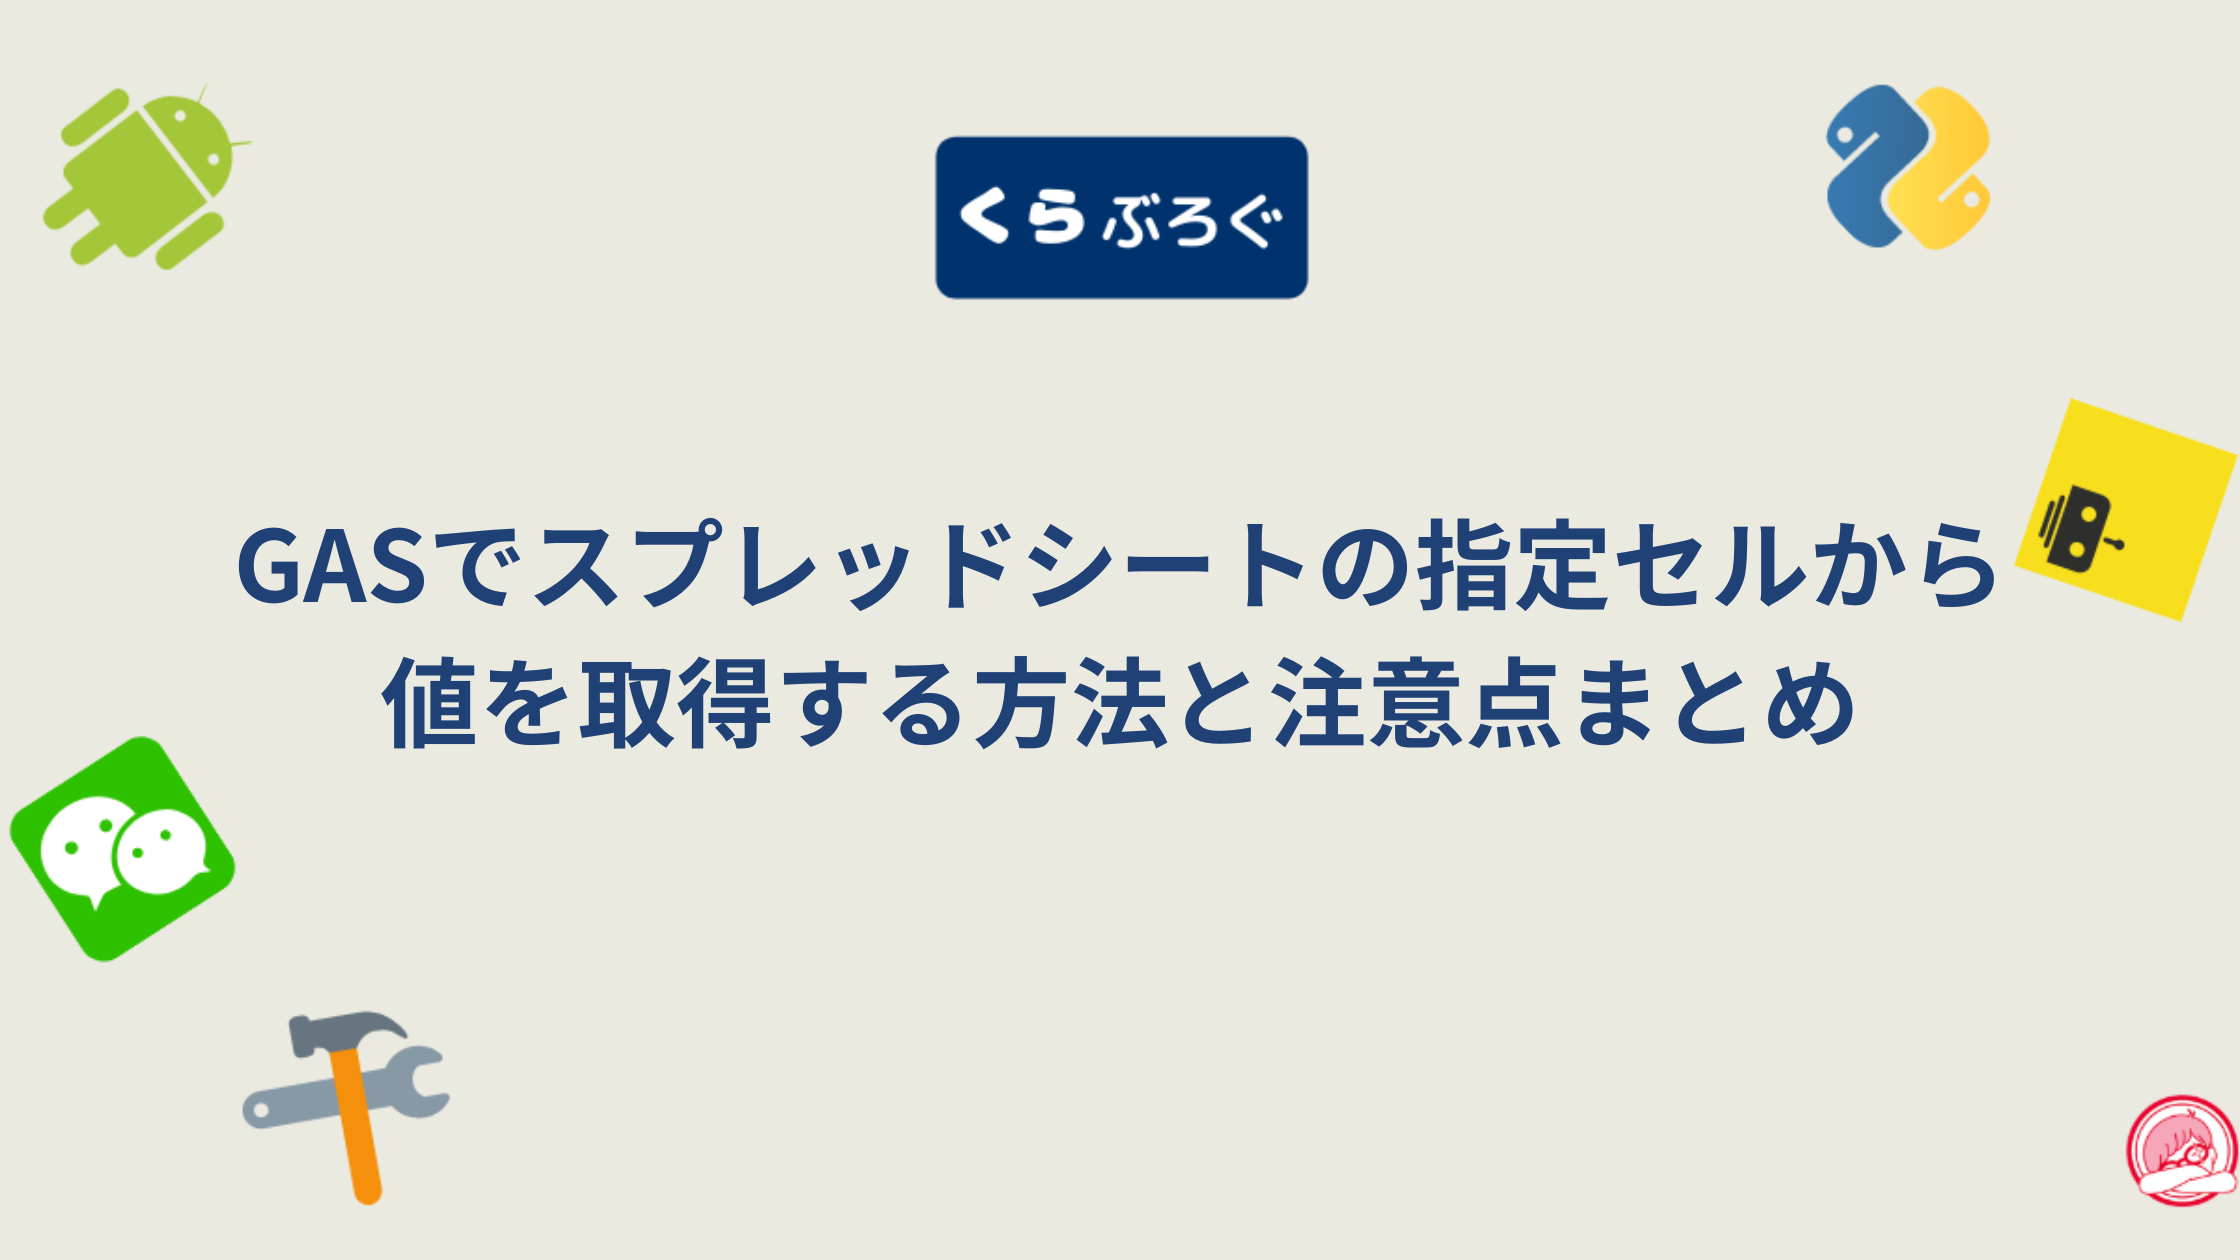 くらぶろぐ
GASでスプレッドシートの指定セルから
値を取得する方法と注意点まとめ